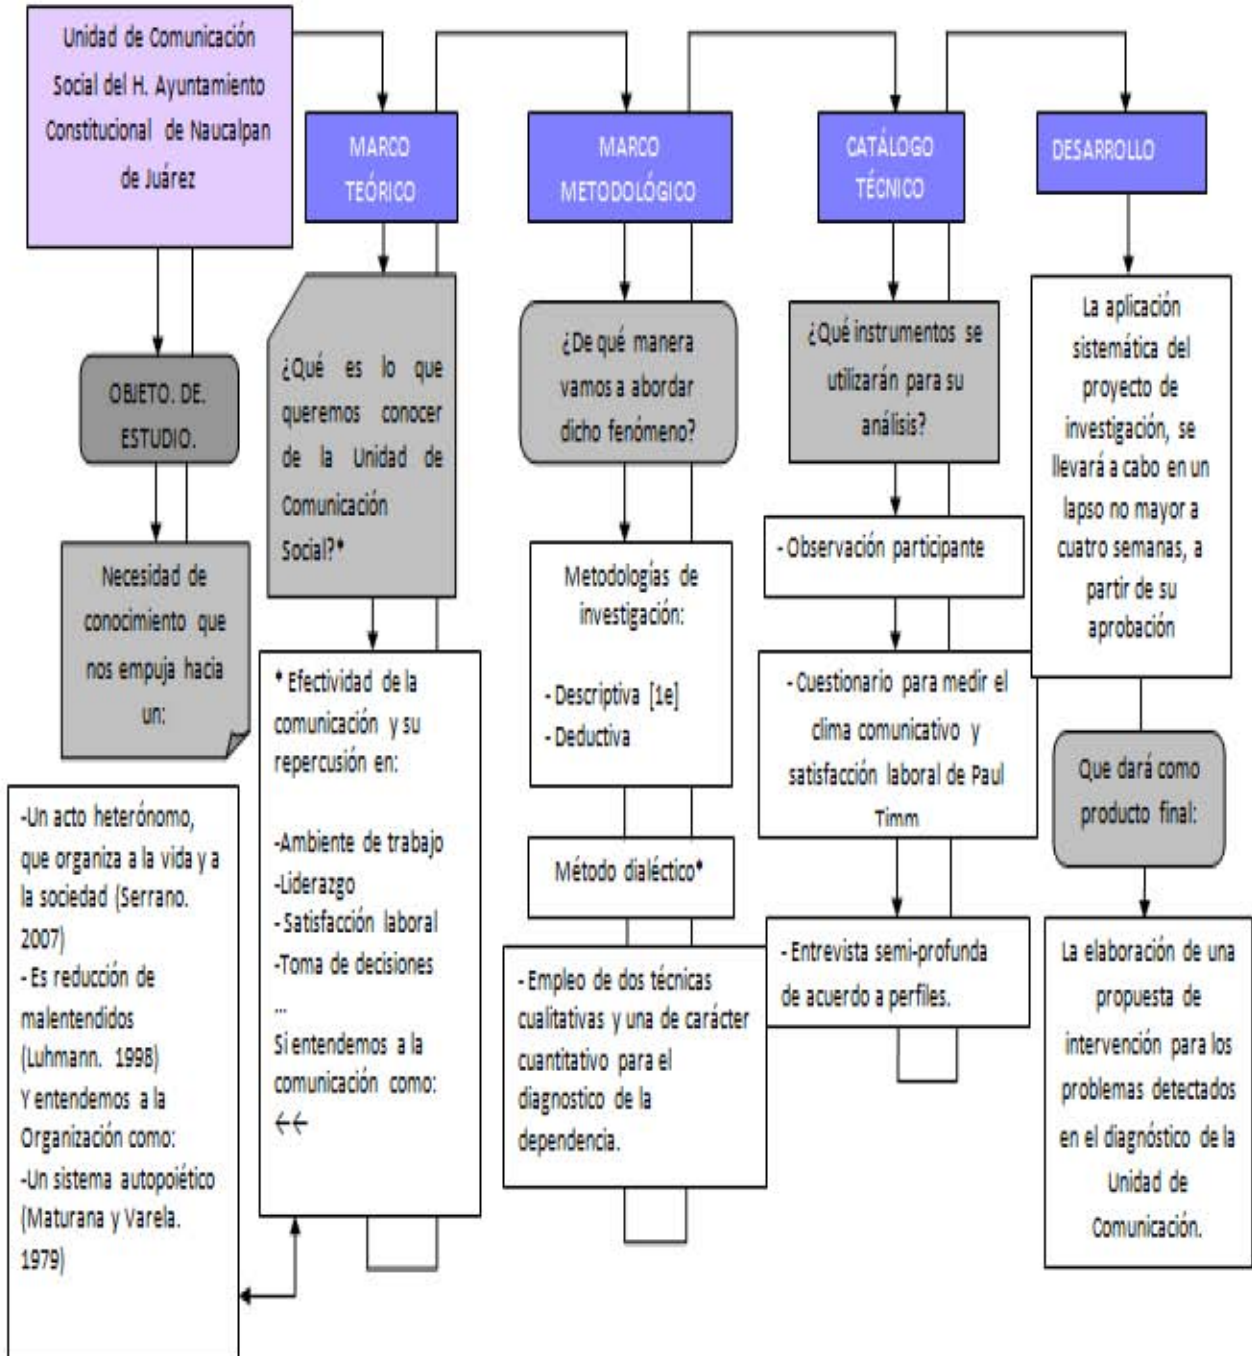 Unidad de Comunicación
Social del H. Ayuntamiento
Constitucional de Naucalpan
de Juárez
OBJETO. DE.
ESTUDIO.
Necesidad de
conocimiento que
nos empuja hacia
un:
-Un acto heterónomo,
que organiza a la vida y a
la sociedad (Serrano.
2007)
- Es reducción de
malentendidos
(Luhmann. 1998)
Y entendemos a la
Organización como:
-Un sistema autopoiético
(Maturana y Varela.
1979)
MARCO
TEÓRICO
¿Qué es lo que
queremos conocer
de la Unidad de
Comunicación
Social?*
* Efectividad de la
comunicación y su
repercusión en:
-Ambiente de trabajo
-Liderazgo
- Satisfacción laboral
-Toma de decisiones
...
Si entendemos a la
comunicación como:
←←
MARCO
METODOLÓGICO
¿De qué manera
vamos a abordar
dicho fenómeno?
Metodologías de
investigación:
- Descriptiva [1e]
- Deductiva
Método dialéctico*
- Empleo de dos técnicas
cualitativas y una de carácter
cuantitativo para el
diagnostico de la
dependencia.
CATÁLOGO
TÉCNICO
¿Qué instrumentos se
utilizarán para su
análisis?
- Observación participante
- Cuestionario para medir el
clima comunicativo y
satisfacción laboral de Paul
Timm
- Entrevista semi-profunda
de acuerdo a perfiles.
DESARROLLO
La aplicación
sistemática del
proyecto de
investigación, se
llevará a cabo en un
lapso no mayor a
cuatro semanas, a
partir de su
aprobación
Que dará como
producto final:
La elaboración de una
propuesta de
intervención para los
problemas detectados
en el diagnóstico de la
Unidad de
Comunicación.